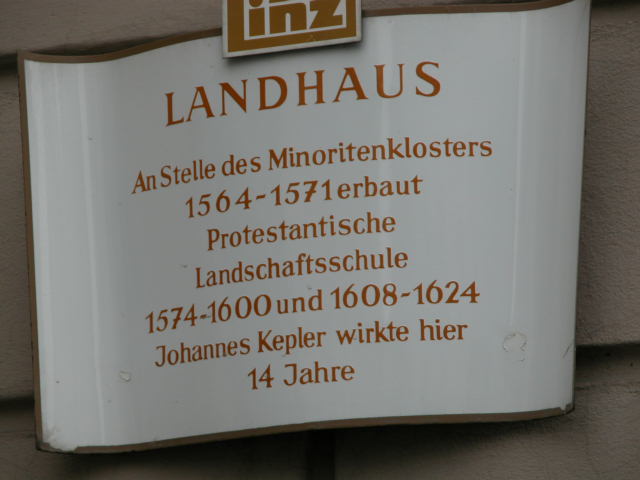 Linz
LANDHAUS
An Stelle des Minoritenklosters
1564-1571 erbaut
Protestantische
Landschaftsschule
1574-1600 und 1608-1624
Johannes Kepler wirkte hier
14 Jahre